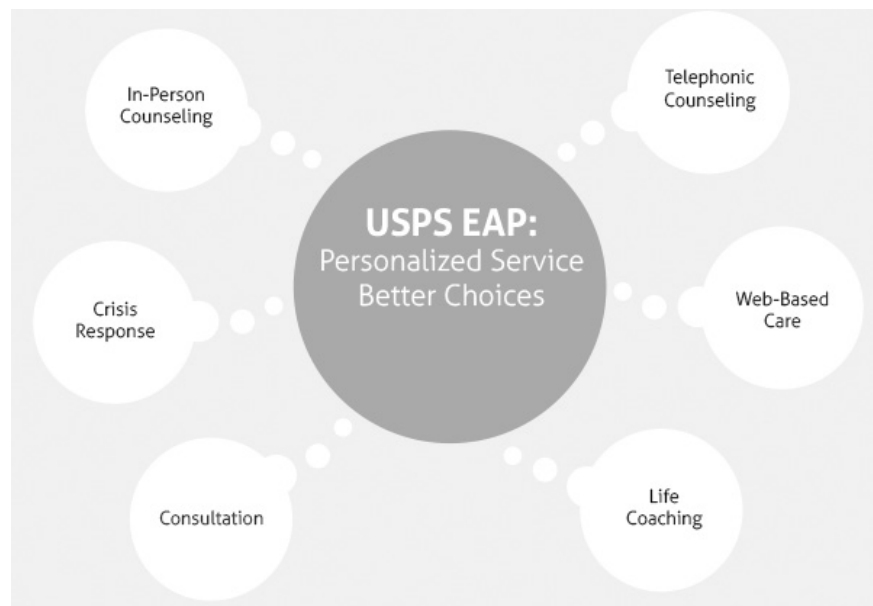 In-Person
Counseling
Telephonic
Counseling
USPS EAP:
Personalized Service
Better Choices
Crisis
Response
Web-Based
Care
Consultation
Life
Coaching